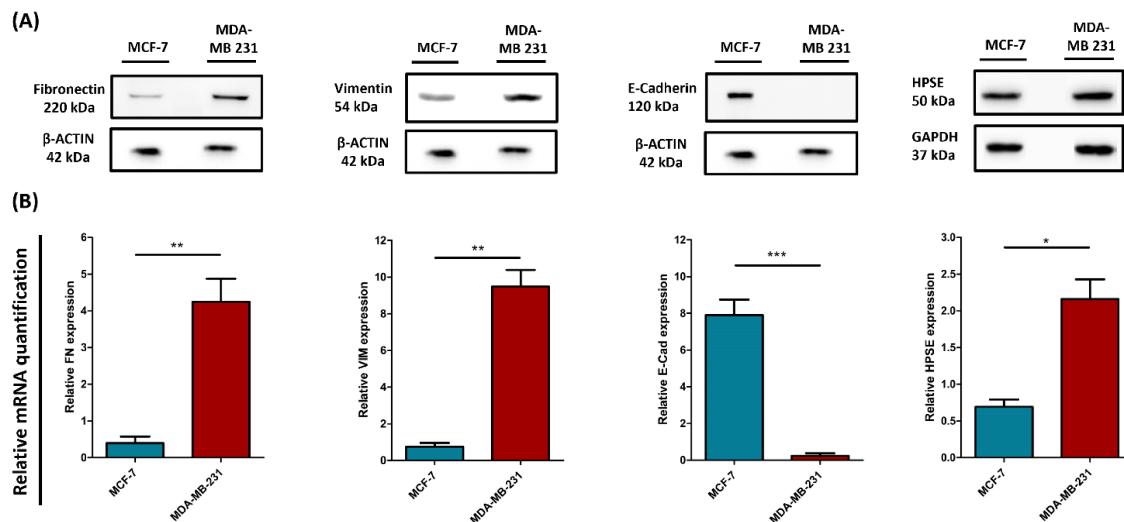 (A)
MCF-7
MDA-
MB 231
Fibronectin
220 kDa
β-ACTIN
42 kDa
MCF-7
MDA-
MB 231
Vimentin
54 kDa
β-ACTIN
42 kDa
MCF-7
MDA-
MB 231
E-Cadherin
120 kDa
β-ACTIN
42 kDa
MCF-7
MDA-
MB 231
HPSE
50 kDa
GAPDH
37 kDa
(B)
Relative mRNA quantification
Relative FN expression
6
5
4
3
2
1
0
**
MCF-7
MDA-MB-231
Relative VIM expression
12
10
8
6
4
2
0
**
MCF-7
MDA-MB-231
Relative E-Cad expression
12
10
8
6
4
2
0
***
MCF-7
MDA-MB-231
Relative HPSE expression
3.0
2.5
2.0
1.5
1.0
0.5
0.0
*
MCF-7
MDA-MB-231